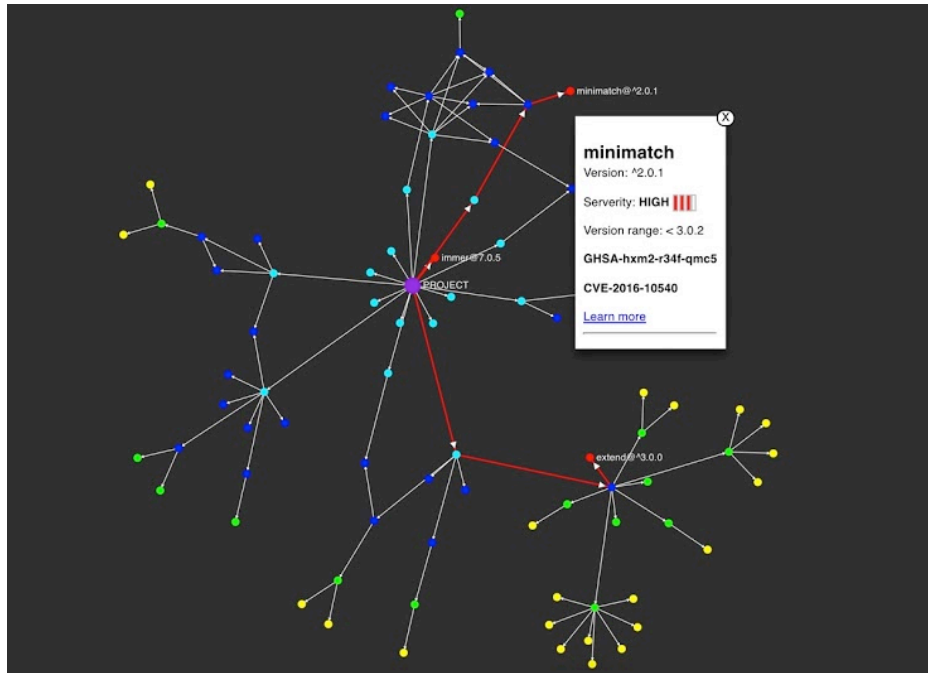 minimatch@^2.0.1
X
minimatch
Version: ^2.0.1
Serverity: HIGH
Version range: < 3.0.2
GHSA-hxm2-r34f-qmc5
CVE-2016-10540
Learn more
immer@7.0.5
PROJECT
extend@^3.0.0